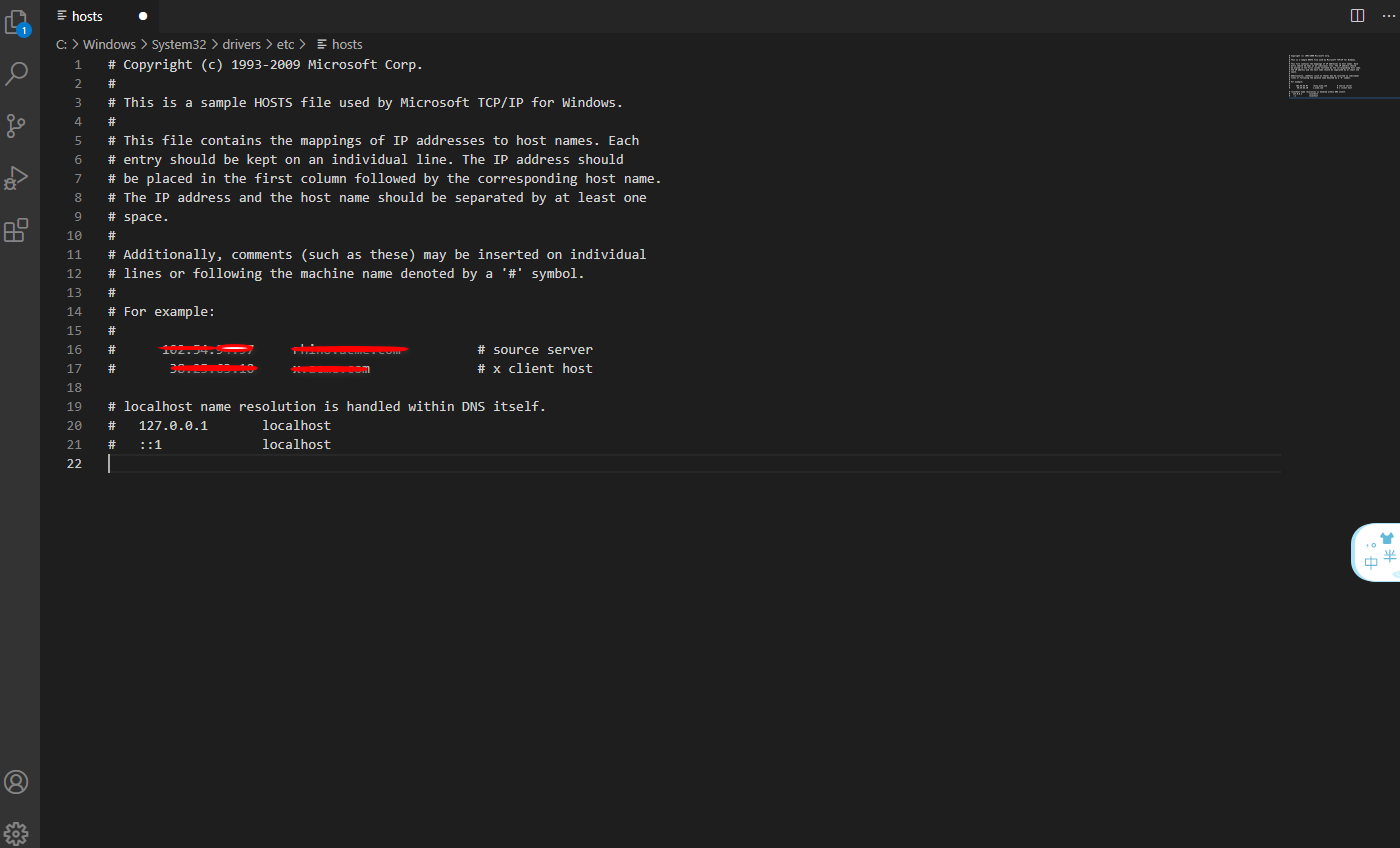 1
hosts
C: > Windows > System32 > drivers > etc > hosts
1 # Copyright (c) 1993-2009 Microsoft Corp.
2 #
3 # This is a sample HOSTS file used by Microsoft TCP/IP for Windows.
4 #
5 # This file contains the mappings of IP addresses to host names. Each
6 # entry should be kept on an individual line. The IP address should
7 # be placed in the first column followed by the corresponding host name.
8 # The IP address and the host name should be separated by at least one
9 # space.
10 #
11 # Additionally, comments (such as these) may be inserted on individual
12 # lines or following the machine name denoted by a '#' symbol.
13 #
14 # For example:
15 #
16 # # source server
17 # # x client host
18
19 # localhost name resolution is handled within DNS itself.
20 # 127.0.0.1 localhost
21 # ::1 localhost
22
中 半